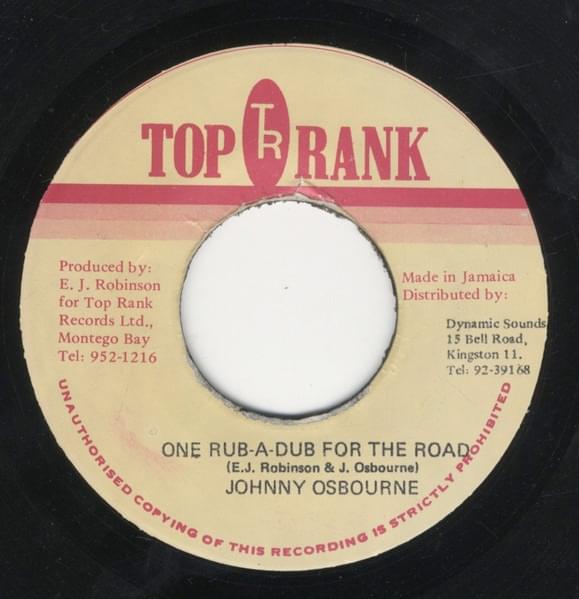 TOP TR RANK
Produced by:
E. J. Robinson
for Top Rank
Records Ltd.,
Montego Bay
Tel: 952-1216
Made in Jamaica
Distributed by:
Dynamic Sounds
15 Bell Road,
Kingston 11.
Tel: 92-39168
ONE RUB-A-DUB FOR THE ROAD
(E.J. Robinson & J. Osbourne)
JOHNNY OSBOURNE
UNAUTHORISED COPYING OF THIS RECORDING IS STRICTLY PROHIBITED